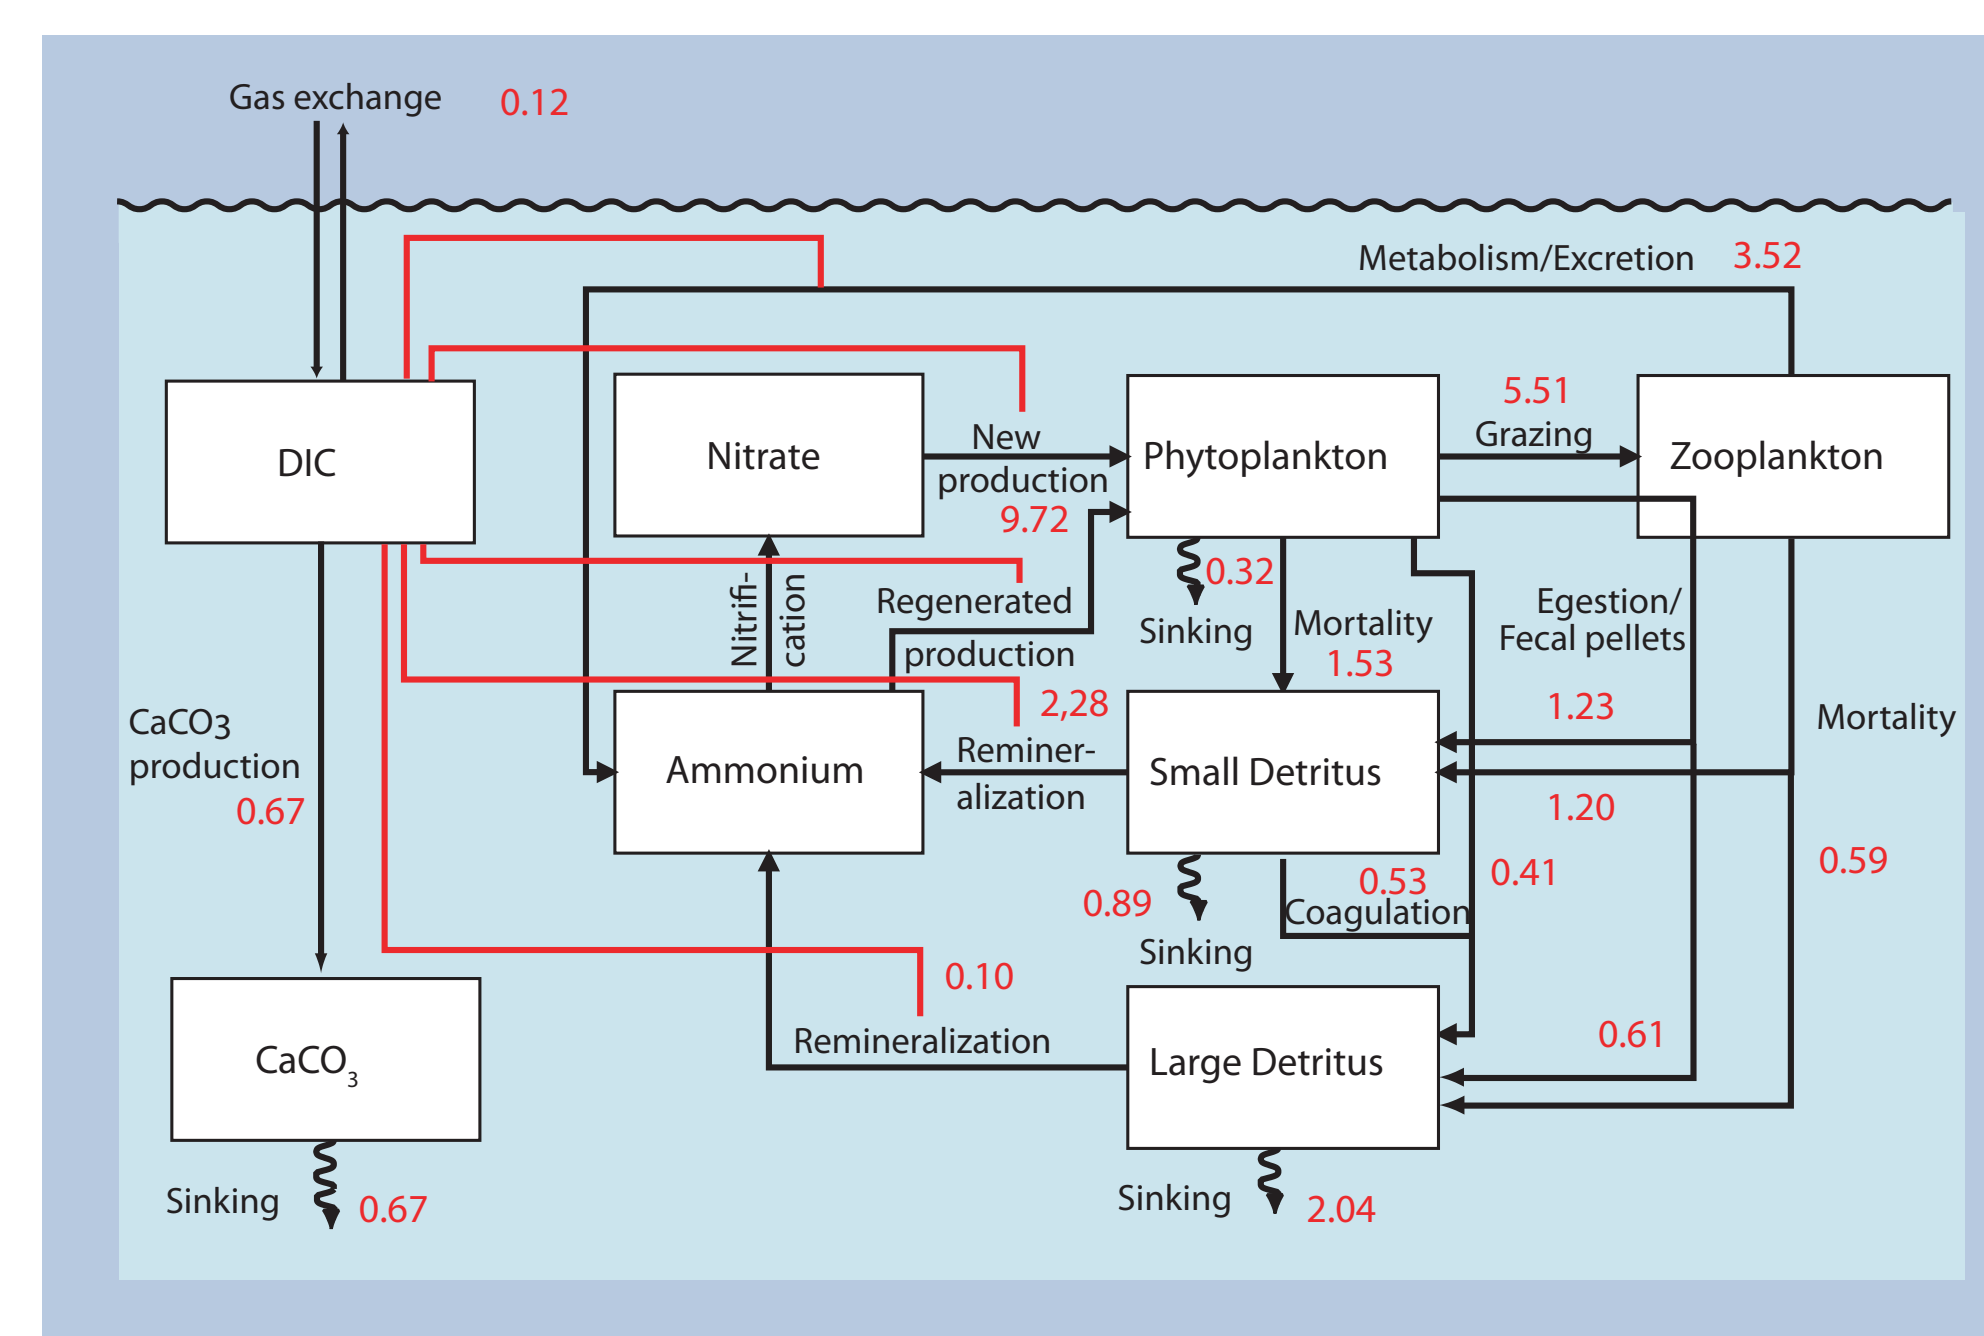 Gas exchange 0.12
Metabolism/Excretion 3.52
DIC
Nitrate
New
production
9.72
Phytoplankton
5.51
Grazing
Zooplankton
Nitrifi-
cation
Regenerated
production
0.32
Sinking
Mortality
1.53
Egestion/
Fecal pellets
CaCO3
production
0.67
Ammonium
2,28
Reminer-
alization
Small Detritus
1.23
1.20
Mortality
0.59
0.89
Sinking
0.53
Coagulation
0.41
0.10
Remineralization
Large Detritus
0.61
CaCO3
Sinking 0.67
Sinking 2.04